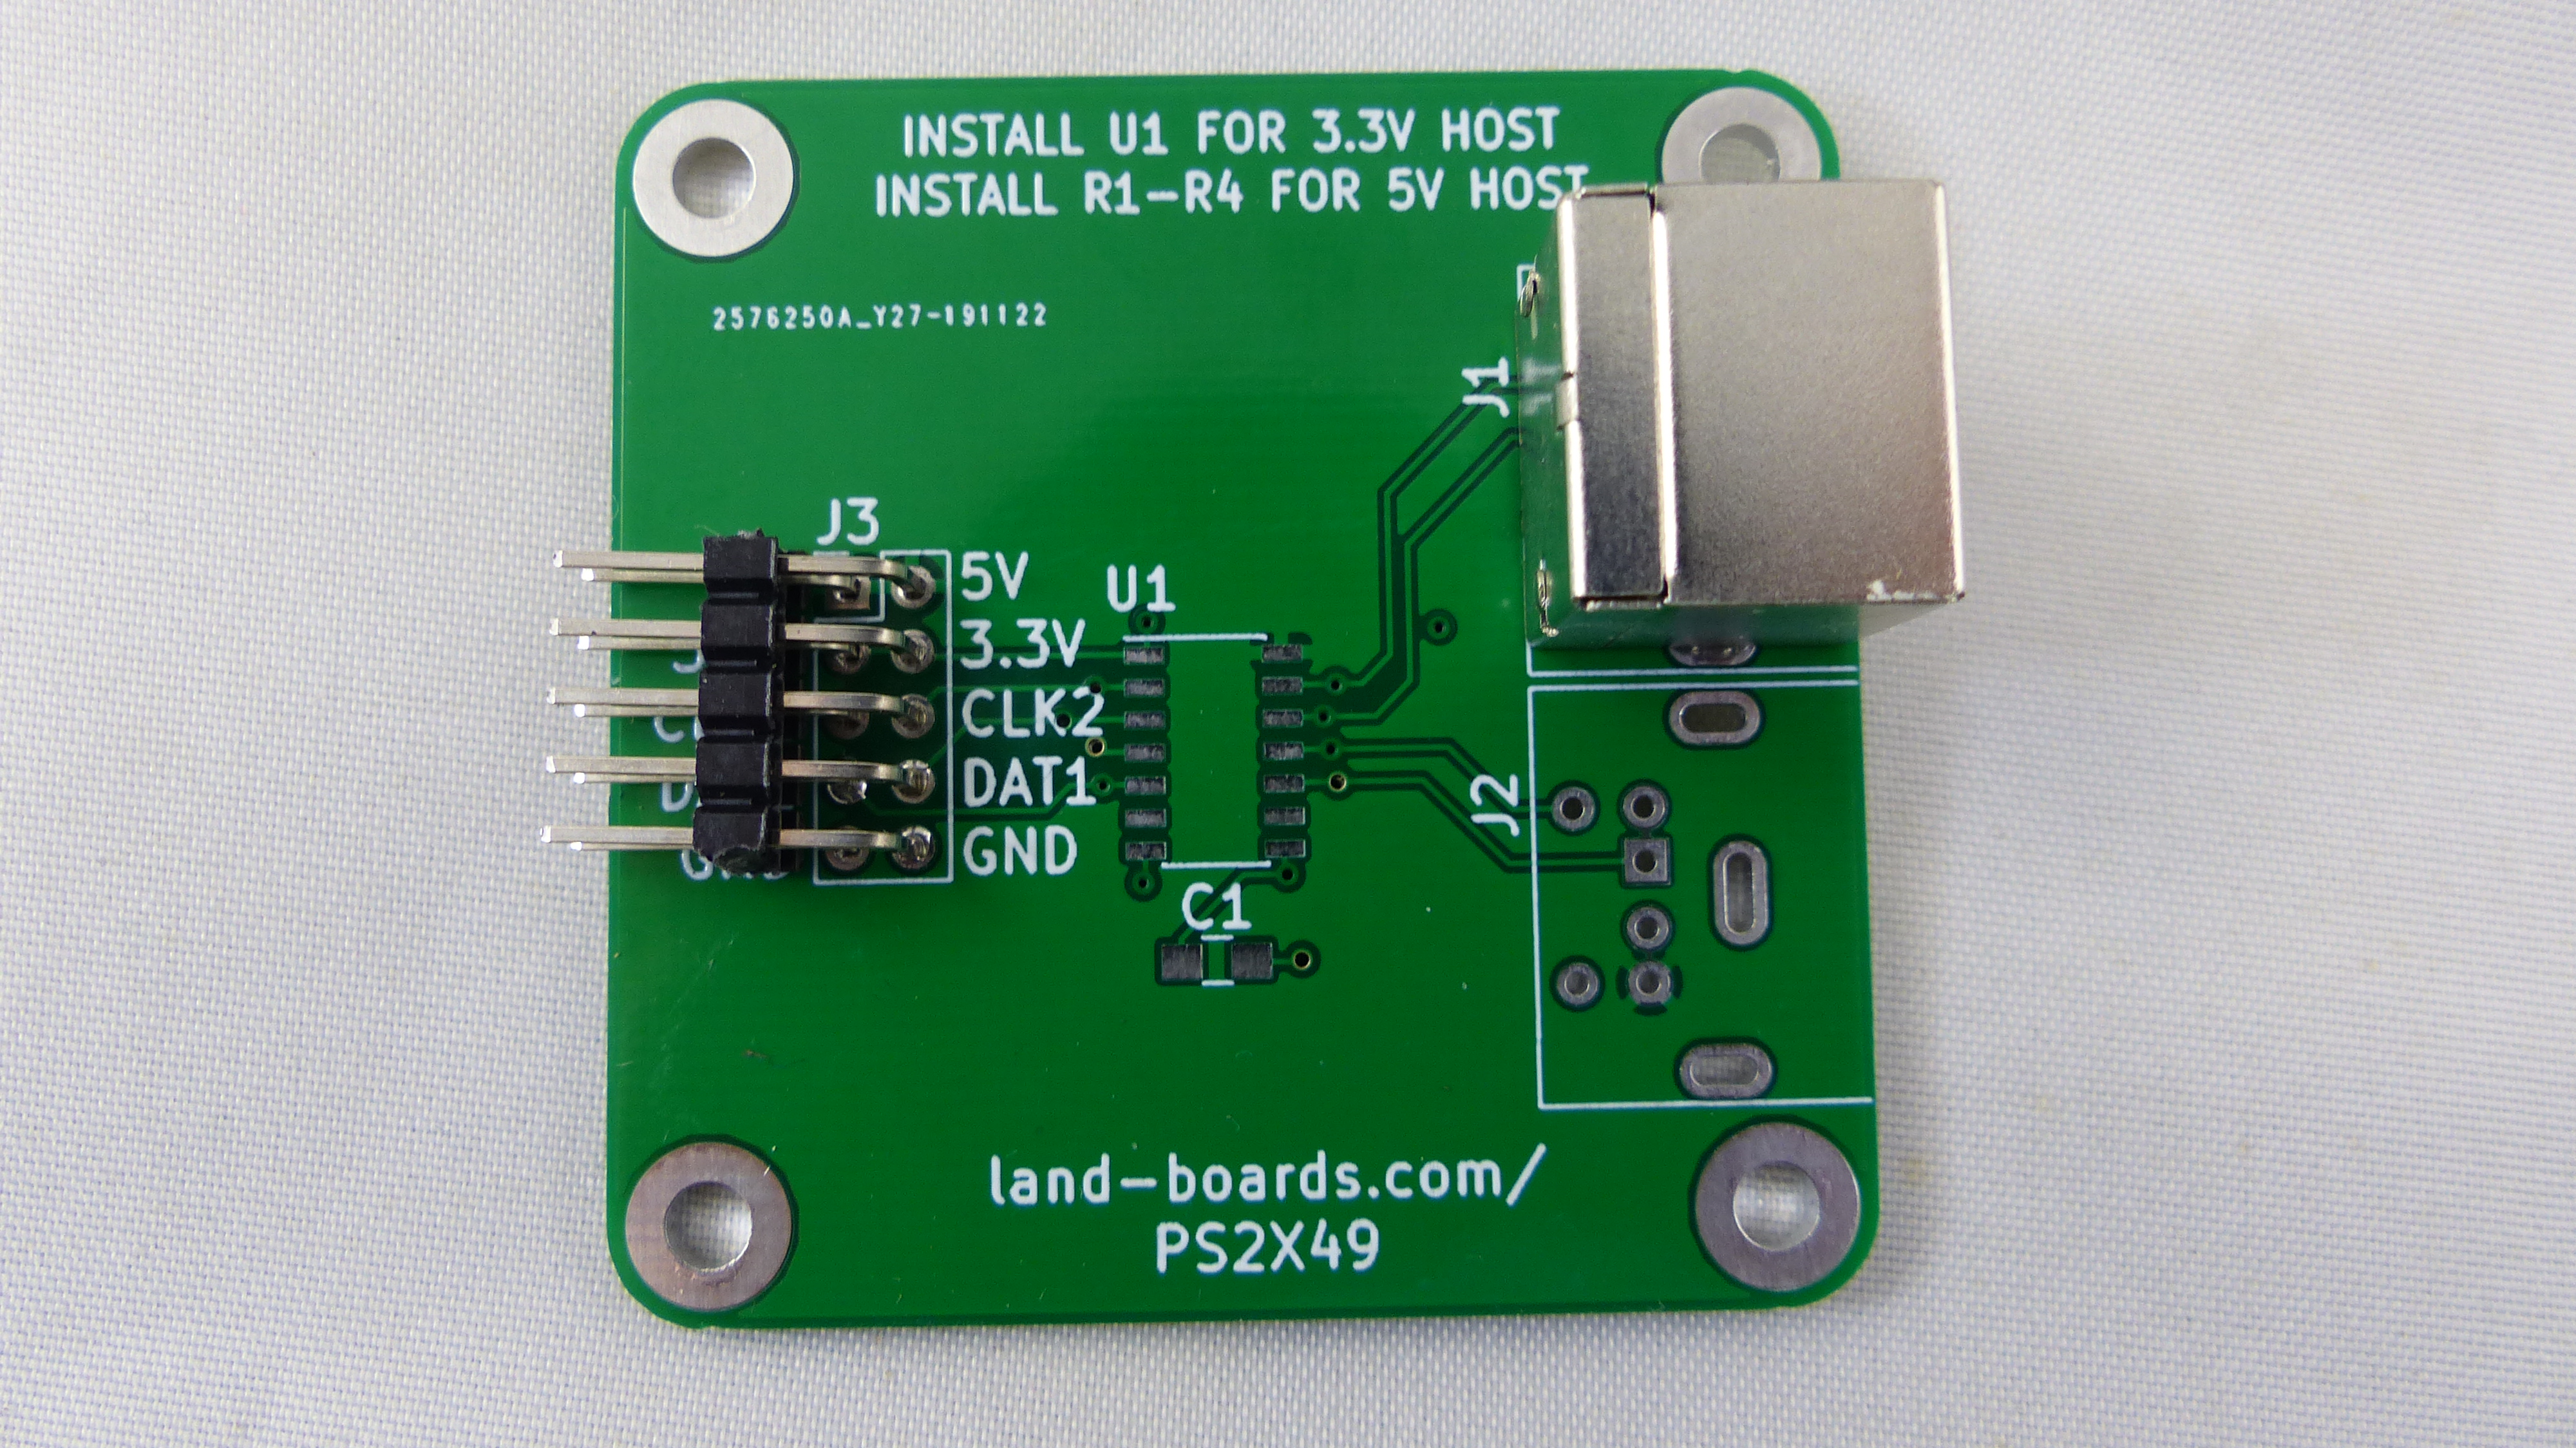 INSTALL U1 FOR 3.3V HOST
INSTALL R1-R4 FOR 5V HOST
2576250A_Y27-191122
J1
J3
5V
U1
3.3V
CLK2
DAT1
J2
GND
C1
land-boards.com/
PS2X49